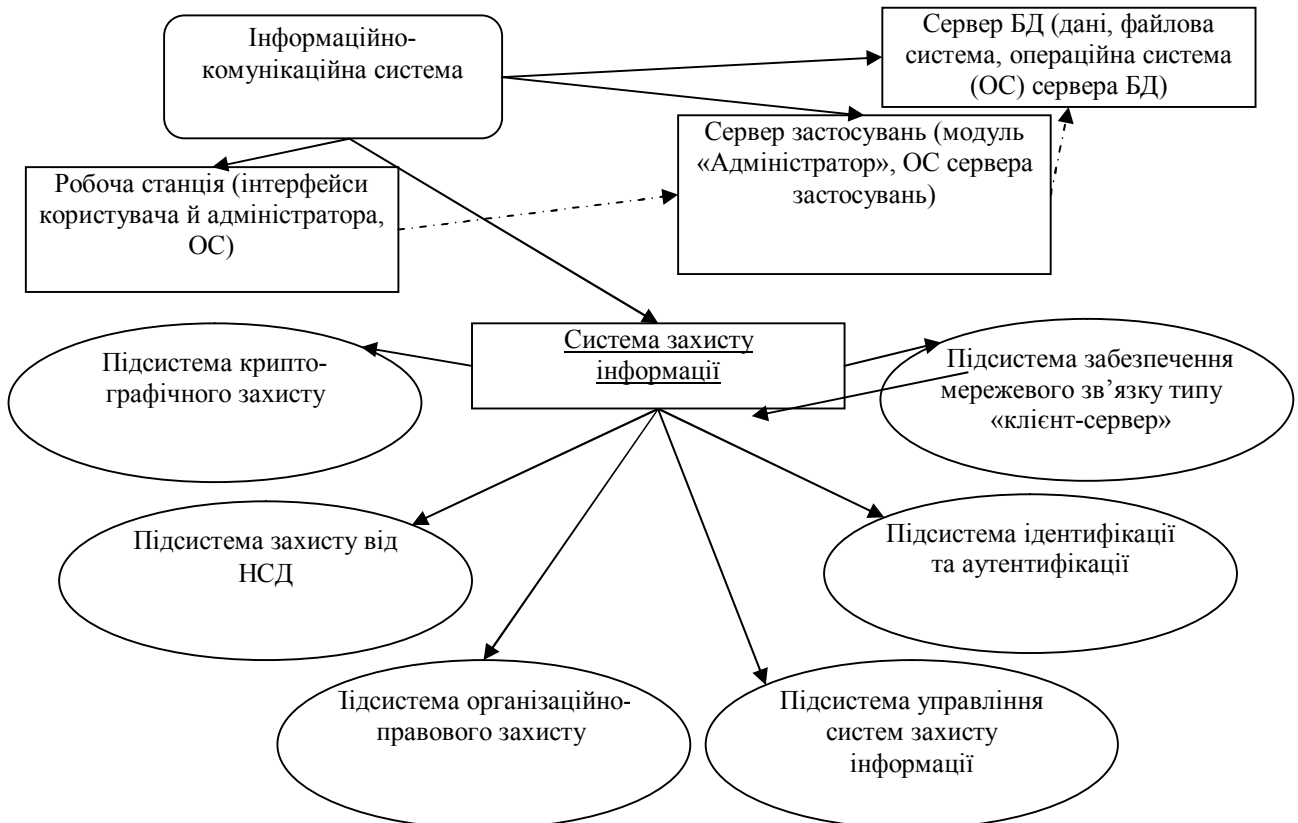 Інформаційно-
комунікаційна система
Сервер БД (дані, файлова
система, операційна система
(ОС) сервера БД)
Сервер застосувань (модуль
«Адміністратор», ОС сервера
застосувань)
Робоча станція (інтерфейси
користувача й адміністратора,
ОС)
Система захисту
інформації
Підсистема крипто-
графічного захисту
Підсистема забезпечення
мережевого зв’язку типу
«клієнт-сервер»
Підсистема захисту від
НСД
Підсистема ідентифікації
та аутентифікації
Підсистема організаційно-
правового захисту
Підсистема управління
систем захисту
інформації